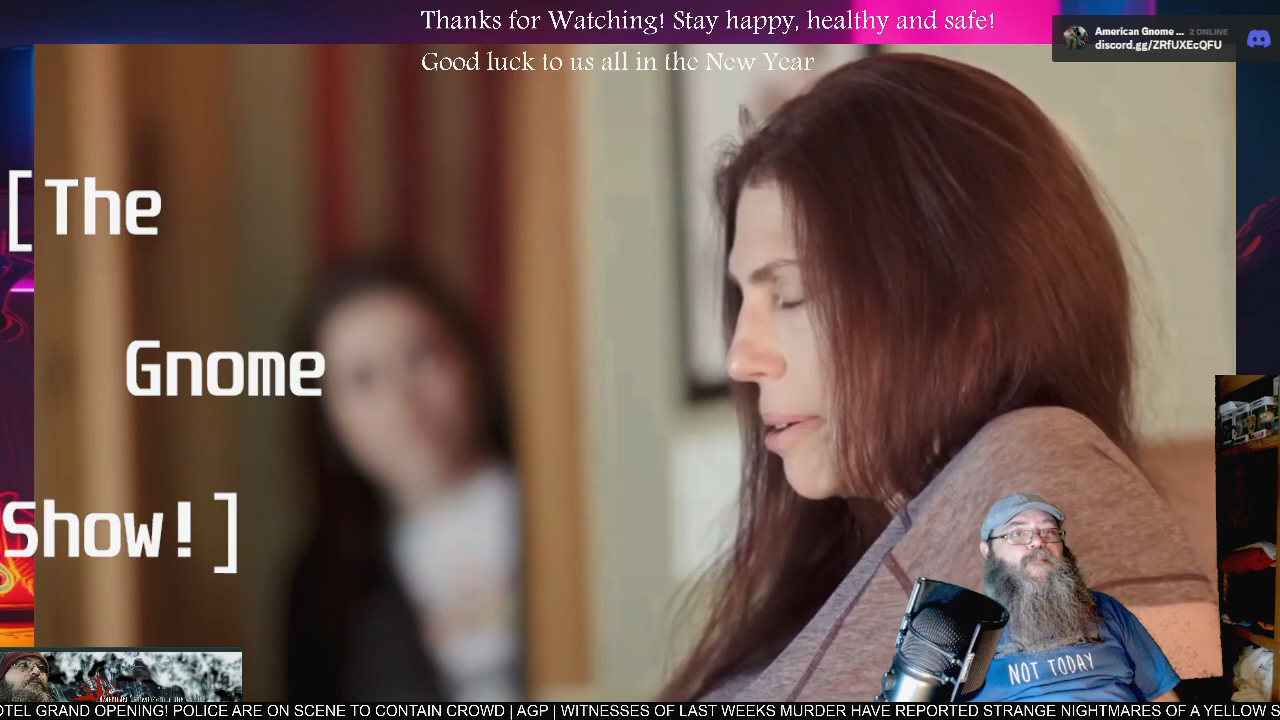 Thanks for Watching! Stay happy, healthy and safe!
Good luck to us all in the New Year
American Gnome ... 2 ONLINE
discord.gg/ZRfUXEcQFU
[The
Gnome
Show!]
NOT TODAY
OTEL GRAND OPENING! POLICE ARE ON SCENE TO CONTAIN CROWD | AGP | WITNESSES OF LAST WEEKS MURDER HAVE REPORTED STRANGE NIGHTMARES OF A YELLOW S